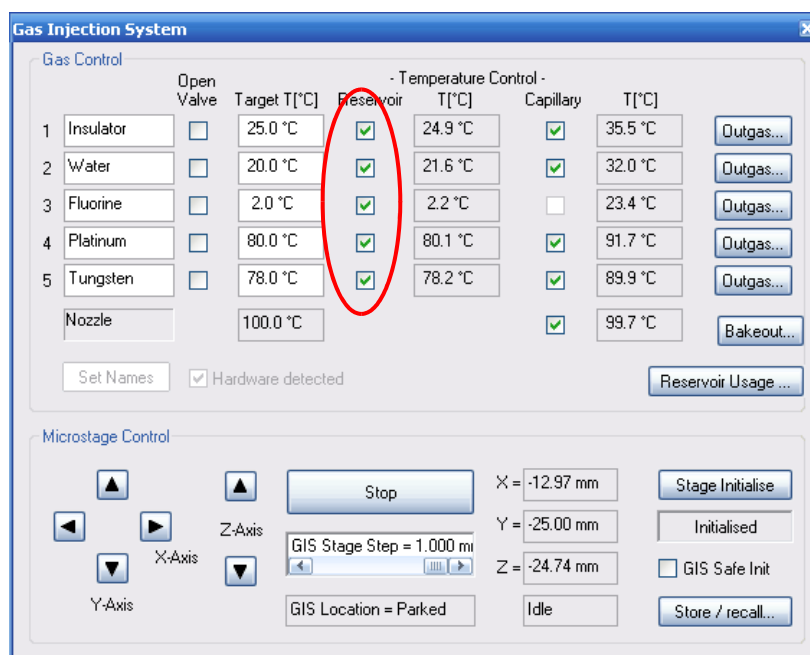 Gas Injection System
Gas Control
- Temperature Control -
Open Valve Target T[°C] Reservoir T[°C] Capillary T[°C]
1 Insulator 25.0 °C 24.9 °C 35.5 °C Outgas...
2 Water 20.0 °C 21.6 °C 32.0 °C Outgas...
3 Fluorine 2.0 °C 2.2 °C 23.4 °C Outgas...
4 Platinum 80.0 °C 80.1 °C 91.7 °C Outgas...
5 Tungsten 78.0 °C 78.2 °C 89.9 °C Outgas...
Nozzle 100.0 °C 99.7 °C Bakeout...
Set Names Hardware detected Reservoir Usage ...
Microstage Control
Stop X = -12.97 mm Stage Initialise
Z-Axis Y = -25.00 mm Initialised
X-Axis GIS Stage Step = 1.000 Z = -24.74 mm GIS Safe Init
Y-Axis GIS Location = Parked Idle Store / recall...